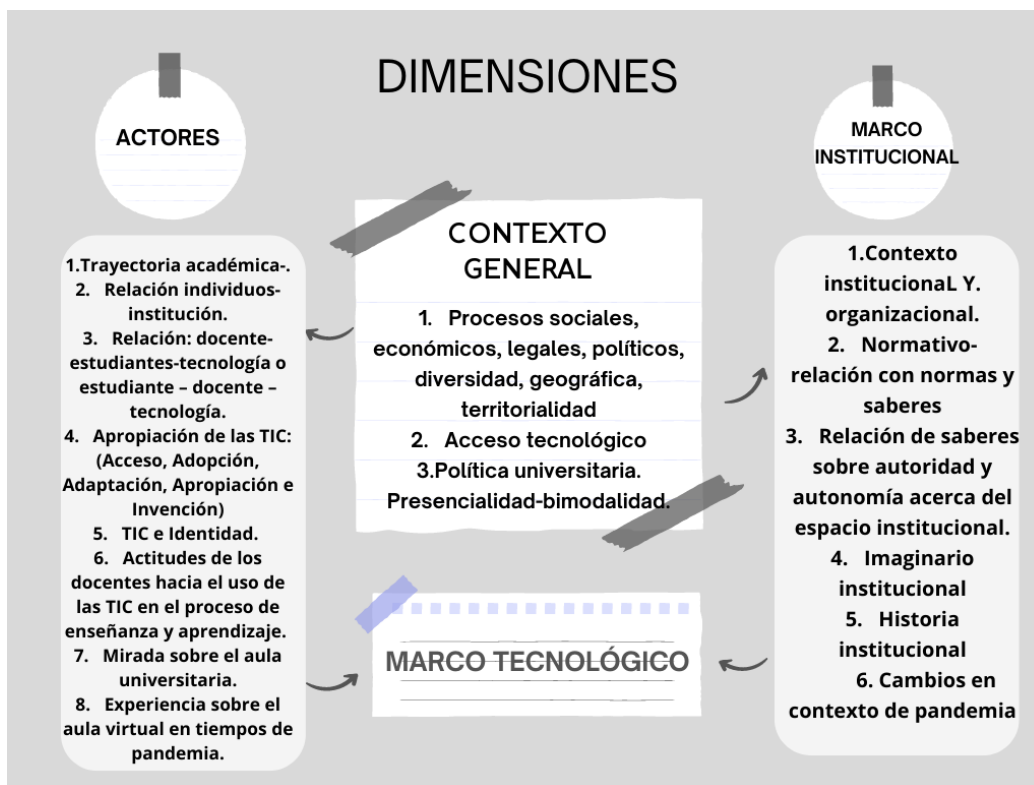 DIMENSIONES
ACTORES
1.Trayectoria académica-.
2. Relación individuos-
institución.
3. Relación: docente-
estudiantes-tecnología o
estudiante – docente –
tecnología.
4. Apropiación de las TIC:
(Acceso, Adopción,
Adaptación, Apropiación e
Invención)
5. TIC e Identidad.
6. Actitudes de los
docentes hacia el uso de
las TIC en el proceso de
enseñanza y aprendizaje.
7. Mirada sobre el aula
universitaria.
8. Experiencia sobre el
aula virtual en tiempos de
pandemia.
CONTEXTO
GENERAL
1. Procesos sociales,
económicos, legales, políticos,
diversidad, geográfica,
territorialidad
2. Acceso tecnológico
3.Política universitaria.
Presencialidad-bimodalidad.
MARCO TECNOLÓGICO
MARCO
INSTITUCIONAL
1.Contexto
institucionaL Y.
organizacional.
2. Normativo-
relación con normas y
saberes
3. Relación de saberes
sobre autoridad y
autonomía acerca del
espacio institucional.
4. Imaginario
institucional
5. Historia
institucional
6. Cambios en
contexto de pandemia